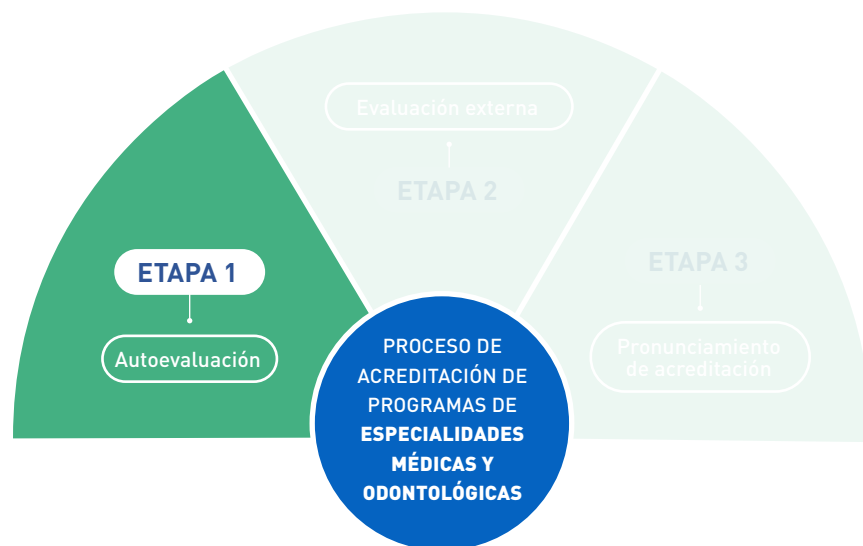 ETAPA 1
Autoevaluación
Evaluación externa
ETAPA 2
ETAPA 3
Pronunciamiento
de acreditación
PROCESO DE
ACREDITACIÓN DE
PROGRAMAS DE
ESPECIALIDADES
MÉDICAS Y
ODONTOLÓGICAS